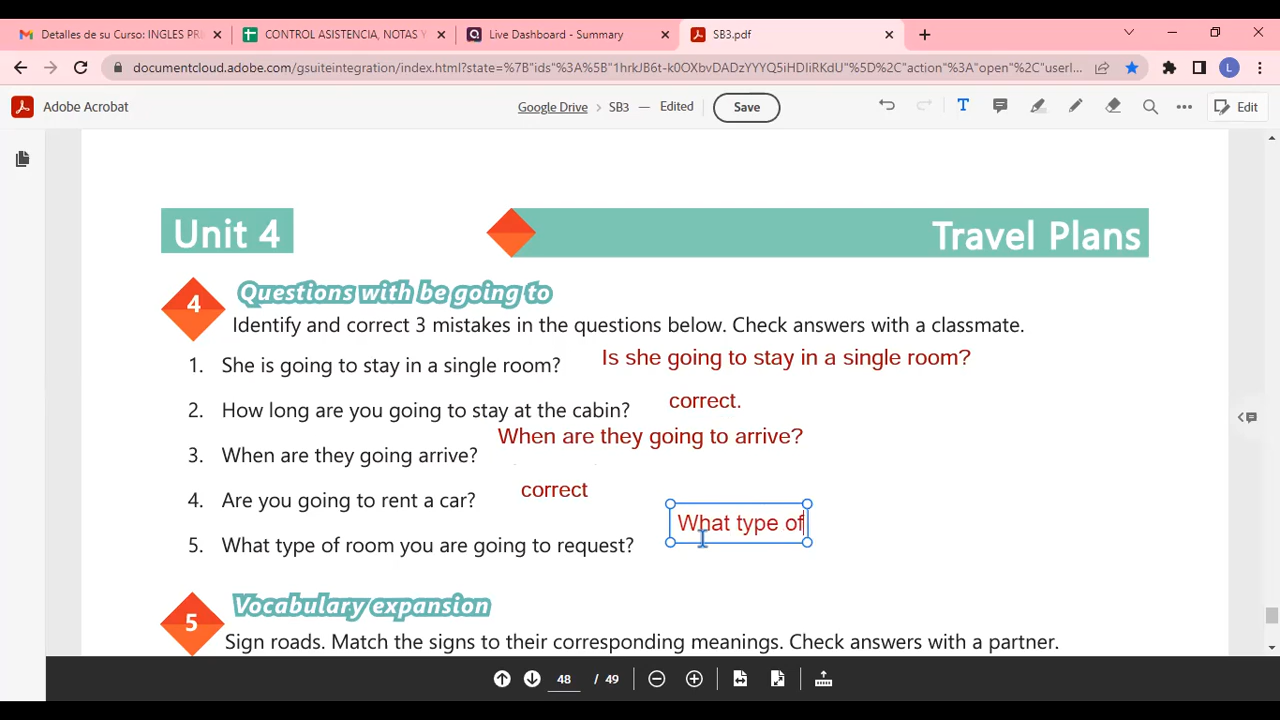 Detalles de su Curso: INGLES PRI
CONTROL ASISTENCIA, NOTAS Y
Live Dashboard - Summary
SB3.pdf
documentcloud.adobe.com/gsuiteintegration/index.html?state=%7B"ids"%3A%5B"1hrkJB6t-k0OXbvDADzYYYQ5iHDIiRKdU"%5D%2C"action"%3A"open"%2C"userI...
L
Adobe Acrobat
Google Drive > SB3 — Edited
Save
Edit
Unit 4
Travel Plans
4
Questions with be going to
Identify and correct 3 mistakes in the questions below. Check answers with a classmate.
1. She is going to stay in a single room? Is she going to stay in a single room?
2. How long are you going to stay at the cabin? correct.
When are they going to arrive?
3. When are they going arrive?
4. Are you going to rent a car? correct
What type of
5. What type of room you are going to request?
5
Vocabulary expansion
Sign roads. Match the signs to their corresponding meanings. Check answers with a partner.
48 / 49